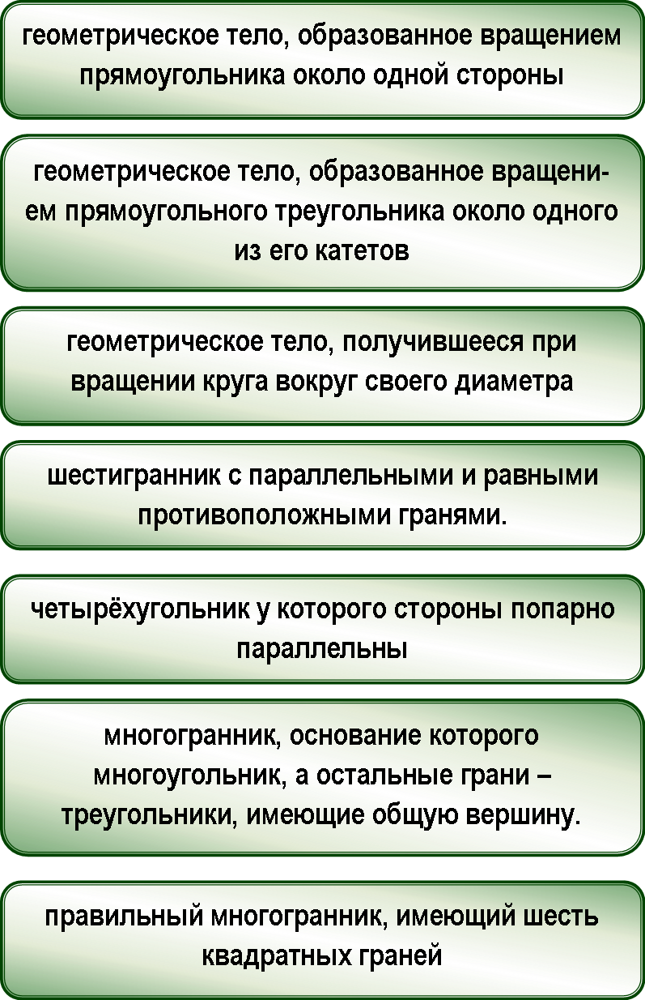 геометрическое тело, образованное вращением
прямоугольника около одной стороны
геометрическое тело, образованное вращени-
ем прямоугольного треугольника около одного
из его катетов
геометрическое тело, получившееся при
вращении круга вокруг своего диаметра
шестигранник с параллельными и равными
противоположными гранями.
четырёхугольник у которого стороны попарно
параллельны
многогранник, основание которого
многоугольник, а остальные грани –
треугольники, имеющие общую вершину.
правильный многогранник, имеющий шесть
квадратных граней